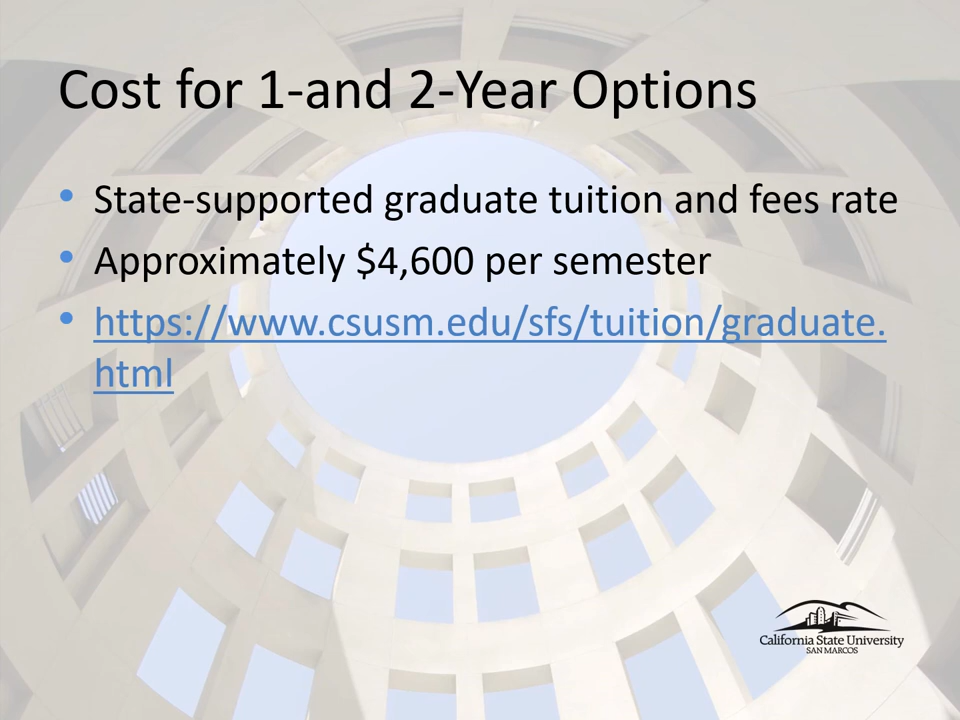 Cost for 1-and 2-Year Options
• State-supported graduate tuition and fees rate
• Approximately $4,600 per semester
• https://www.csusm.edu/sfs/tuition/graduate.
html
California State University
SAN MARCOS